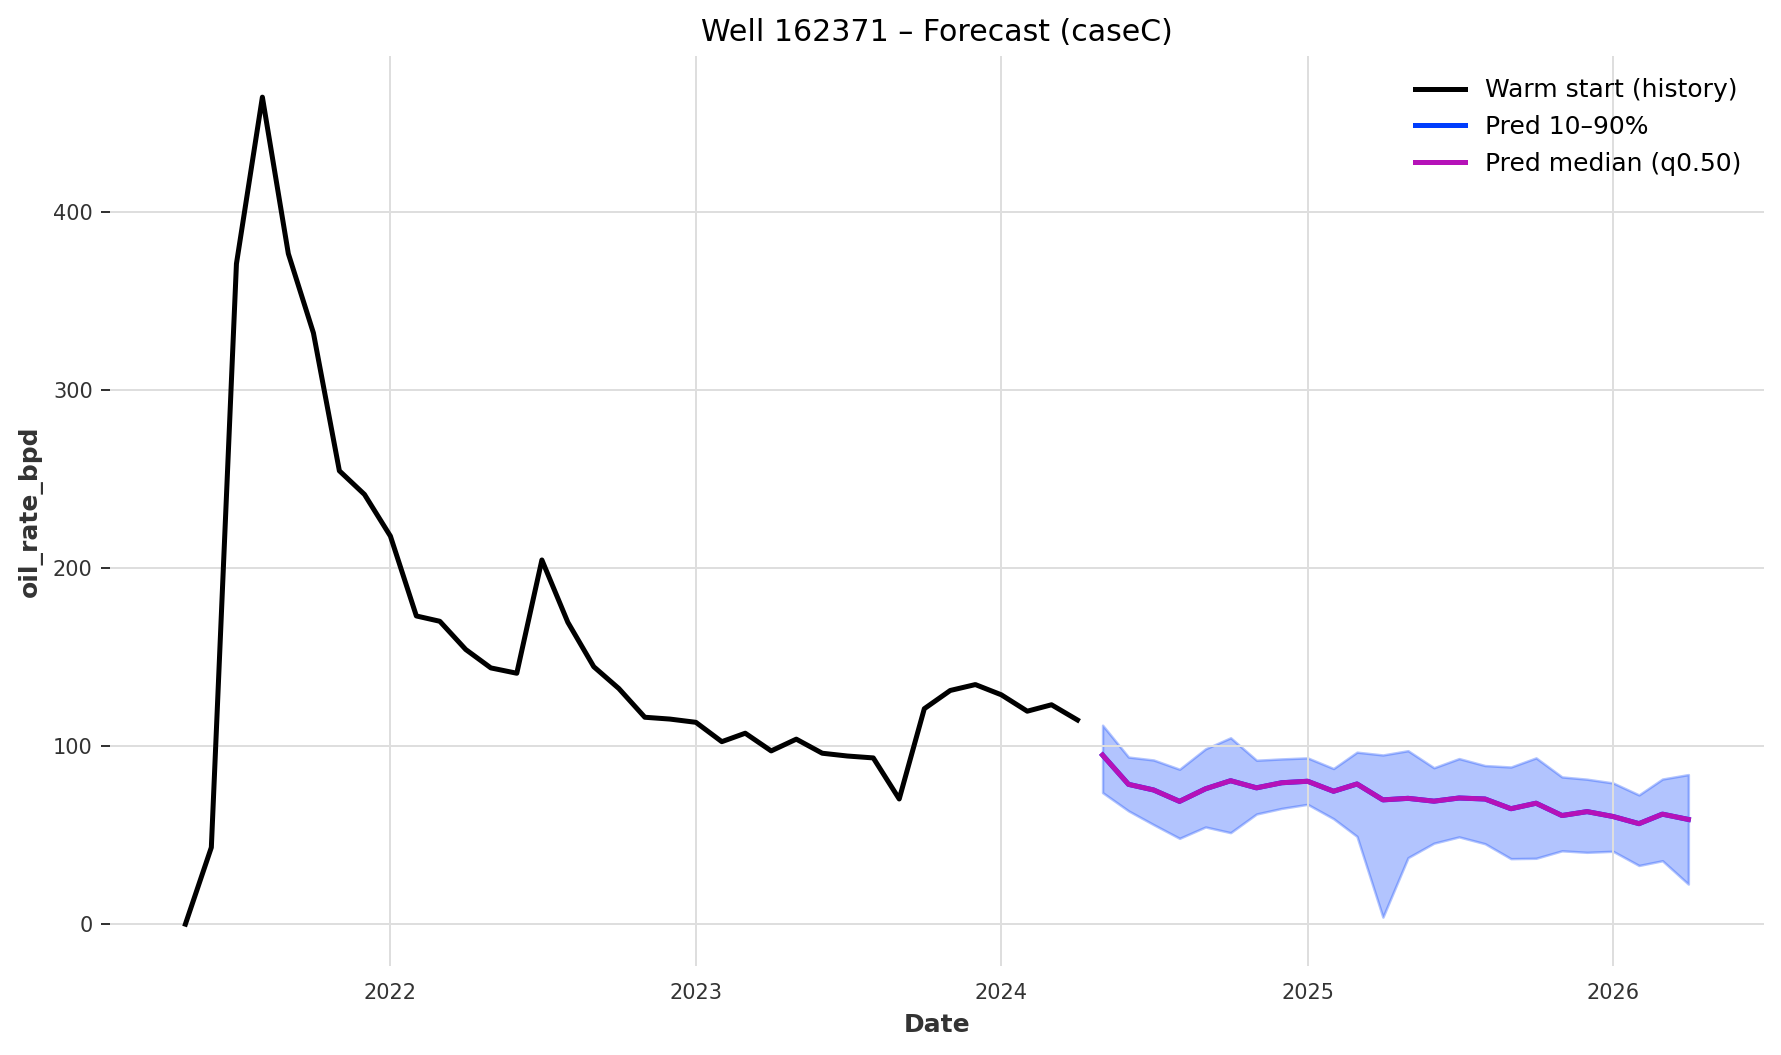 Well 162371 – Forecast (caseC)
Warm start (history)
Pred 10–90%
Pred median (q0.50)
oil_rate_bpd
400
300
200
100
0
2022
2023
2024
2025
2026
Date